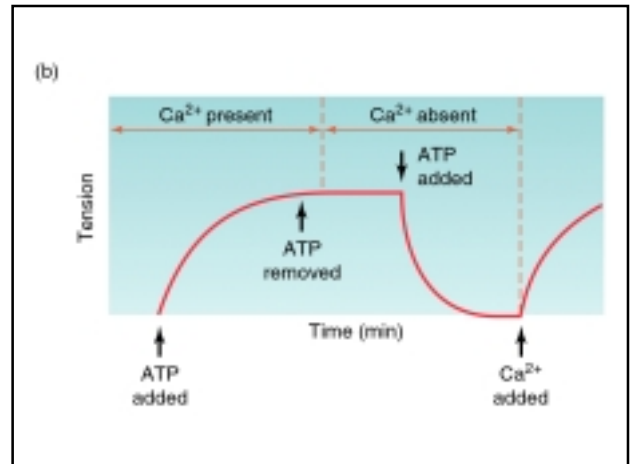 (b)
Ca²⁺ present
Ca²⁺ absent
ATP
added
Tension
ATP
removed
Time (min)
ATP
added
Ca²⁺
added